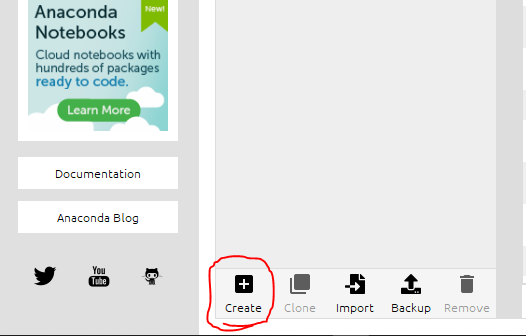 Anaconda
New!
Notebooks
Cloud notebooks with
hundreds of packages
ready to code.
Learn More
Documentation
Anaconda Blog
You
Tube
Create
Clone
Import
Backup
Remove